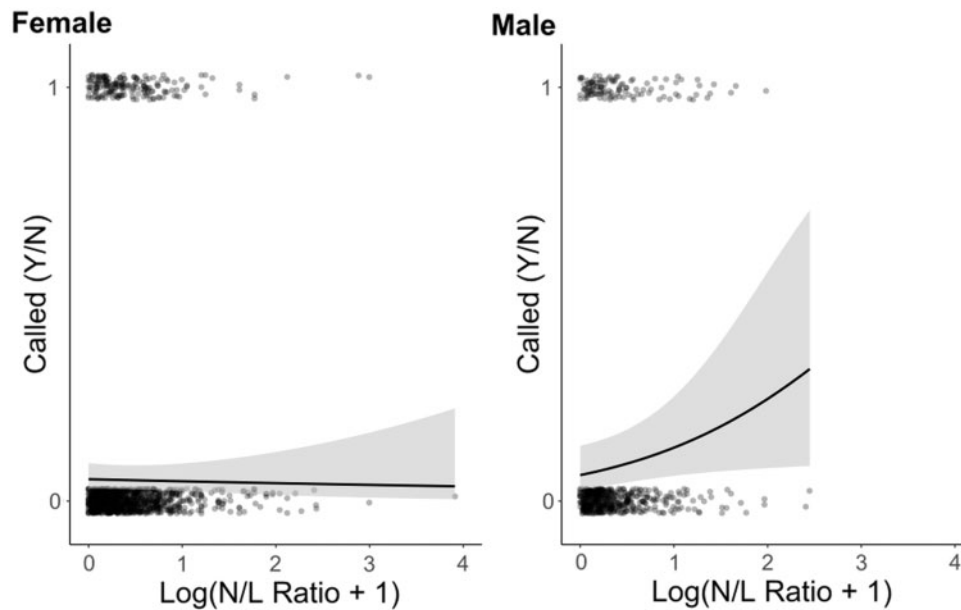 Female
1
Called (Y/N)
0
0 1 2 3 4
Log(N/L Ratio + 1)
Male
1
Called (Y/N)
0
0 1 2 3 4
Log(N/L Ratio + 1)